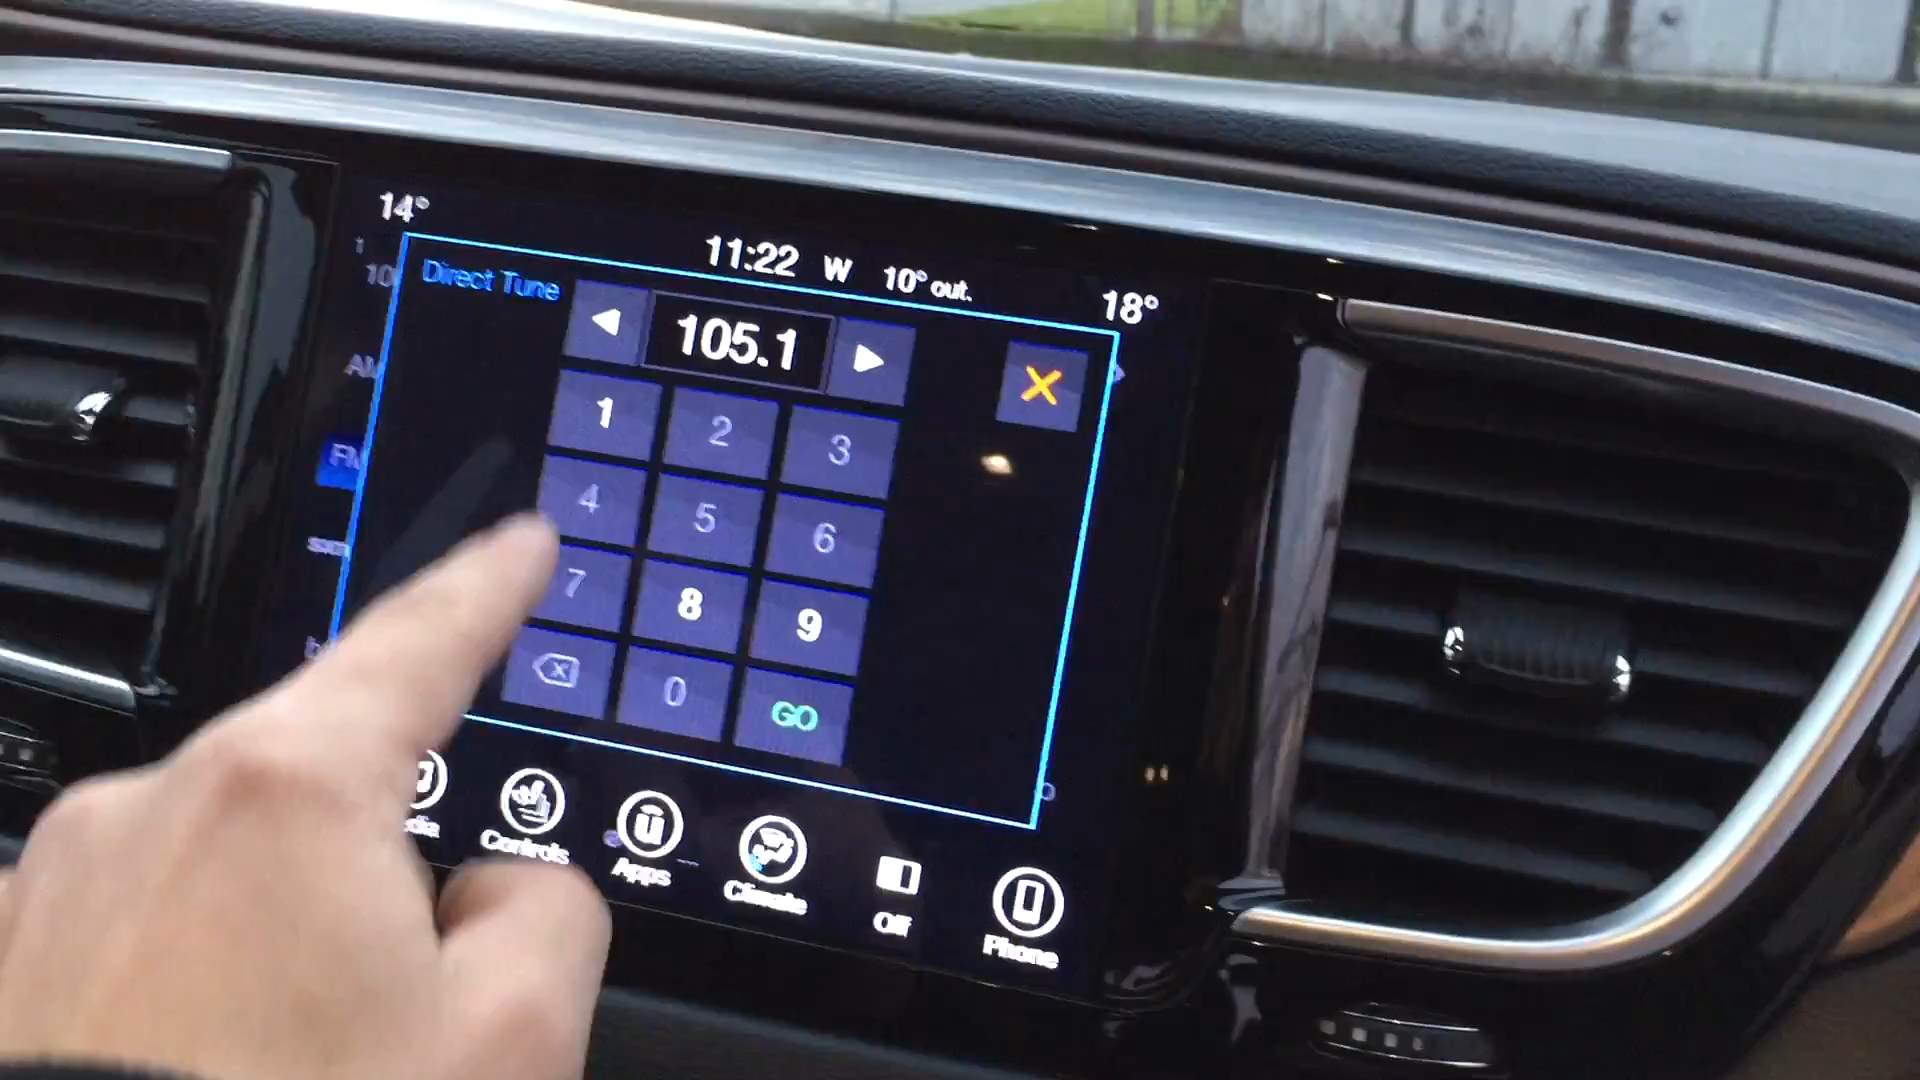 14°
11:22 W 10° out.
18°
Direct Tune
105.1
1 2 3
4 5 6
7 8 9
0 GO
Controls
Apps
Climate
Off
Phone